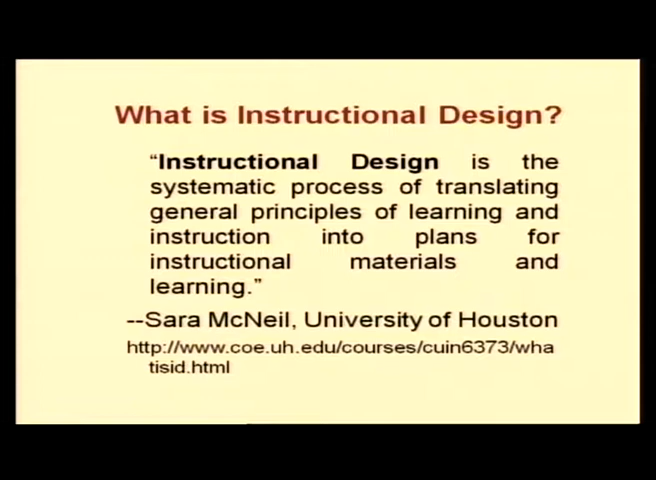 What is Instructional Design?
“Instructional Design is the
systematic process of translating
general principles of learning and
instruction into plans for
instructional materials and
learning.”
--Sara McNeil, University of Houston
http://www.coe.uh.edu/courses/cuin6373/wha
tisid.html